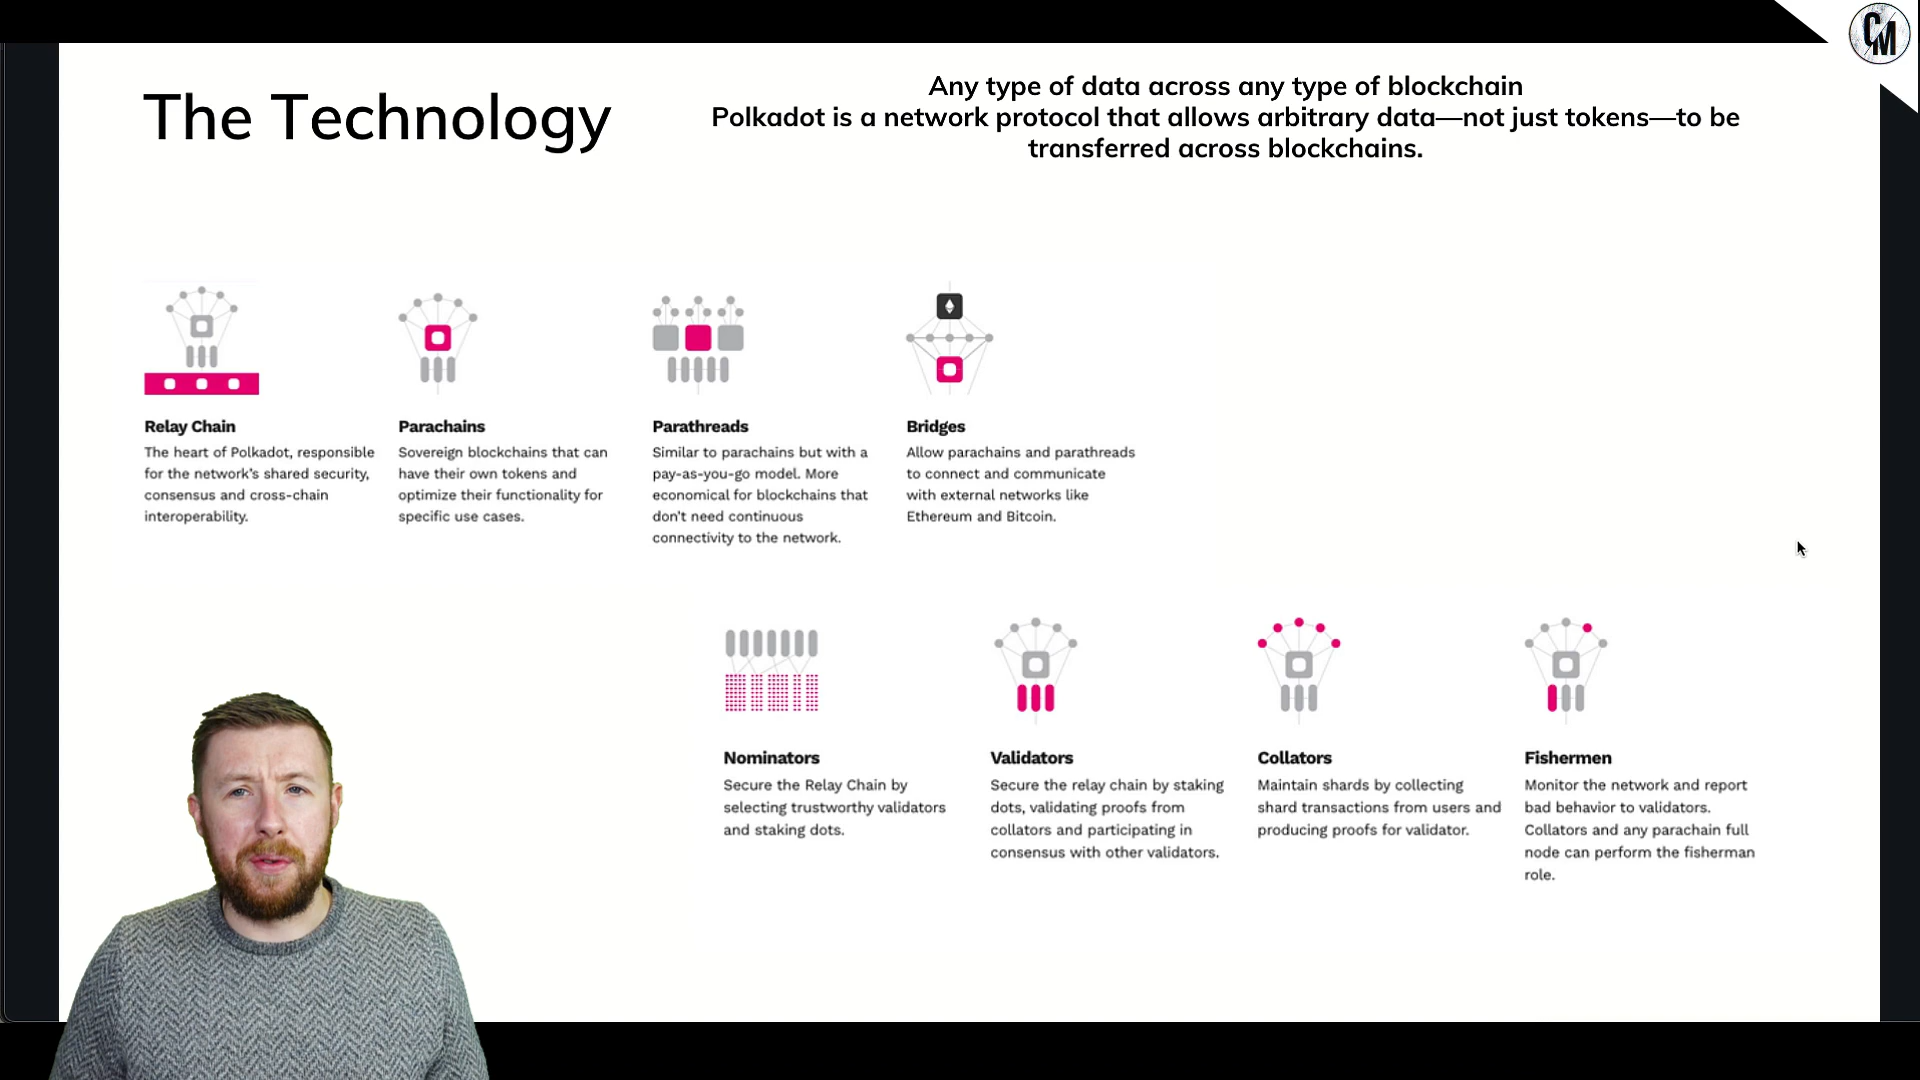 CM
The Technology
Any type of data across any type of blockchain
Polkadot is a network protocol that allows arbitrary data—not just tokens—to be
transferred across blockchains.
Relay Chain
The heart of Polkadot, responsible
for the network's shared security,
consensus and cross-chain
interoperability.
Parachains
Sovereign blockchains that can
have their own tokens and
optimize their functionality for
specific use cases.
Parathreads
Similar to parachains but with a
pay-as-you-go model. More
economical for blockchains that
don't need continuous
connectivity to the network.
Bridges
Allow parachains and parathreads
to connect and communicate
with external networks like
Ethereum and Bitcoin.
Nominators
Secure the Relay Chain by
selecting trustworthy validators
and staking dots.
Validators
Secure the relay chain by staking
dots, validating proofs from
collators and participating in
consensus with other validators.
Collators
Maintain shards by collecting
shard transactions from users and
producing proofs for validator.
Fishermen
Monitor the network and report
bad behavior to validators.
Collators and any parachain full
node can perform the fisherman
role.